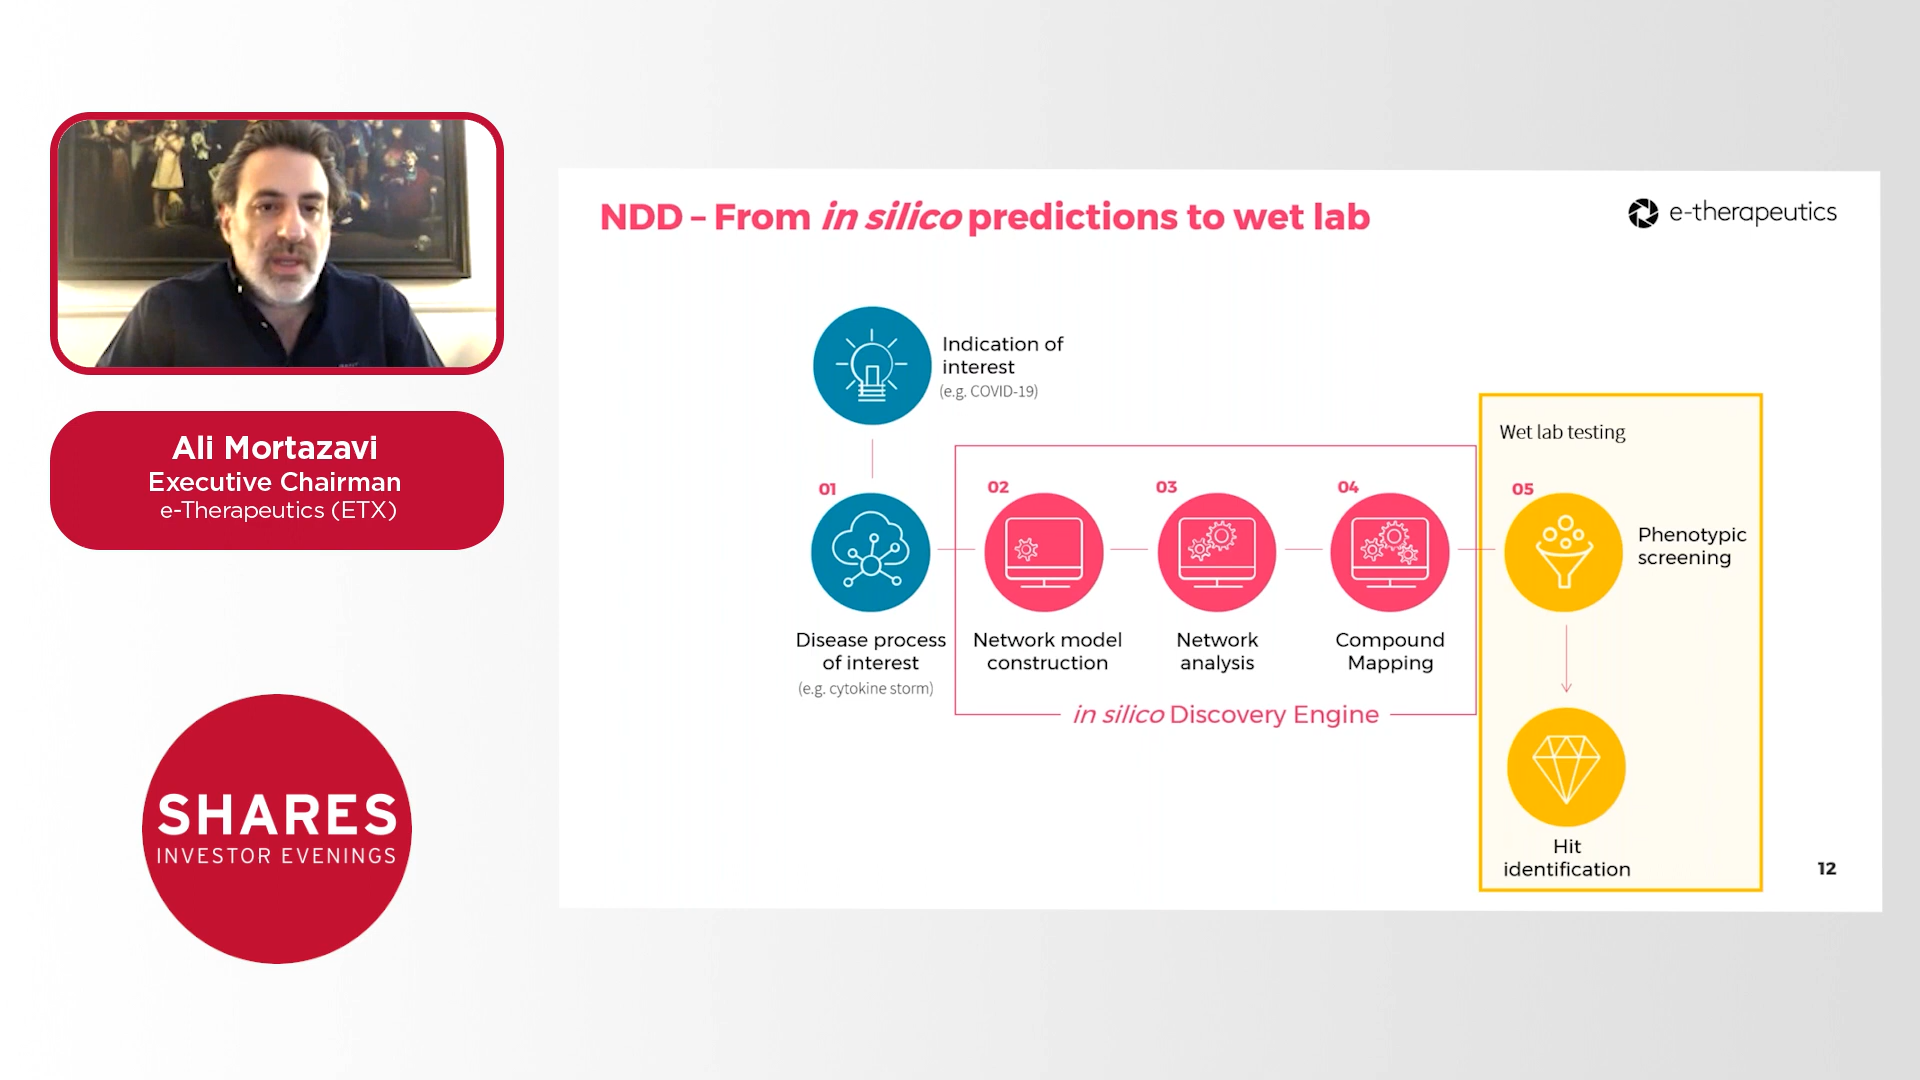 Ali Mortazavi
Executive Chairman
e-Therapeutics (ETX)
SHARES
INVESTOR EVENINGS
NDD – From in silico predictions to wet lab
e-therapeutics
Indication of
interest
(e.g. COVID-19)
01
Disease process
of interest
(e.g. cytokine storm)
02
Network model
construction
03
Network
analysis
04
Compound
Mapping
in silico Discovery Engine
Wet lab testing
05
Phenotypic
screening
Hit
identification
12